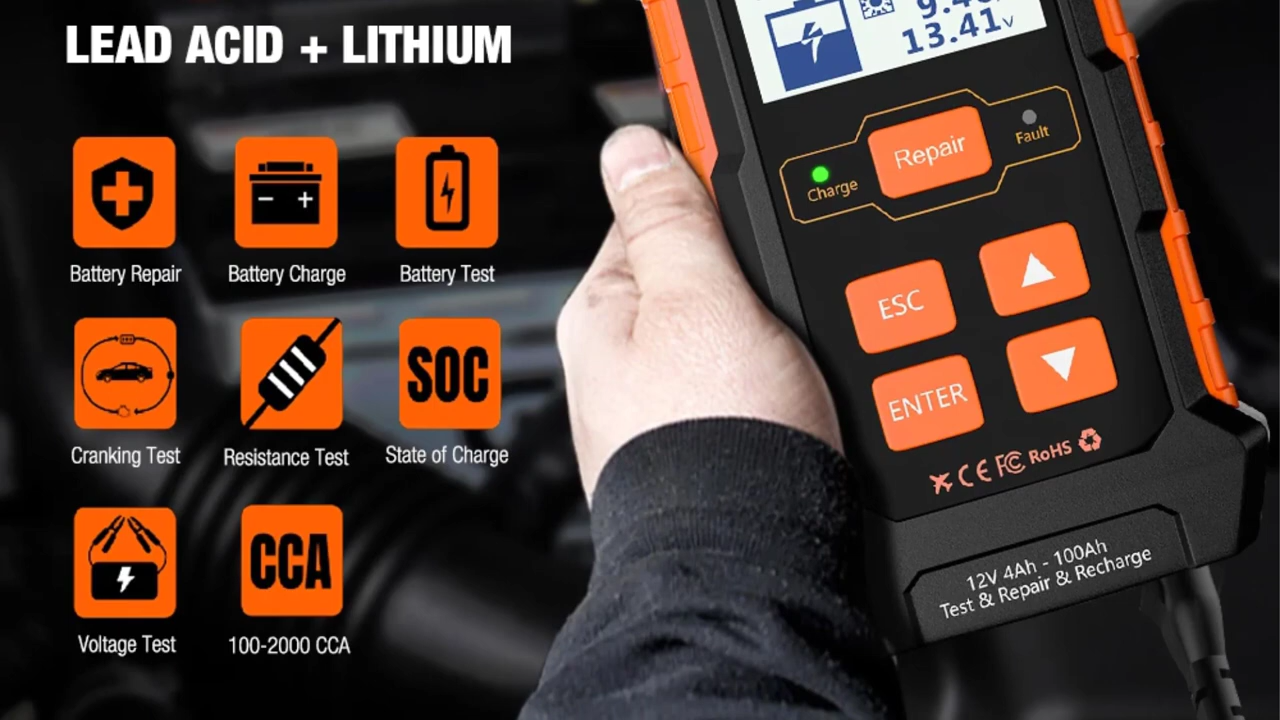 LEAD ACID + LITHIUM
13.41v
Repair
Charge
Fault
Battery Repair
Battery Charge
Battery Test
ESC
ENTER
SOC
Cranking Test
Resistance Test
State of Charge
CE FC RoHS
CCA
12V 4Ah - 100Ah
Test & Repair & Recharge
Voltage Test
100-2000 CCA